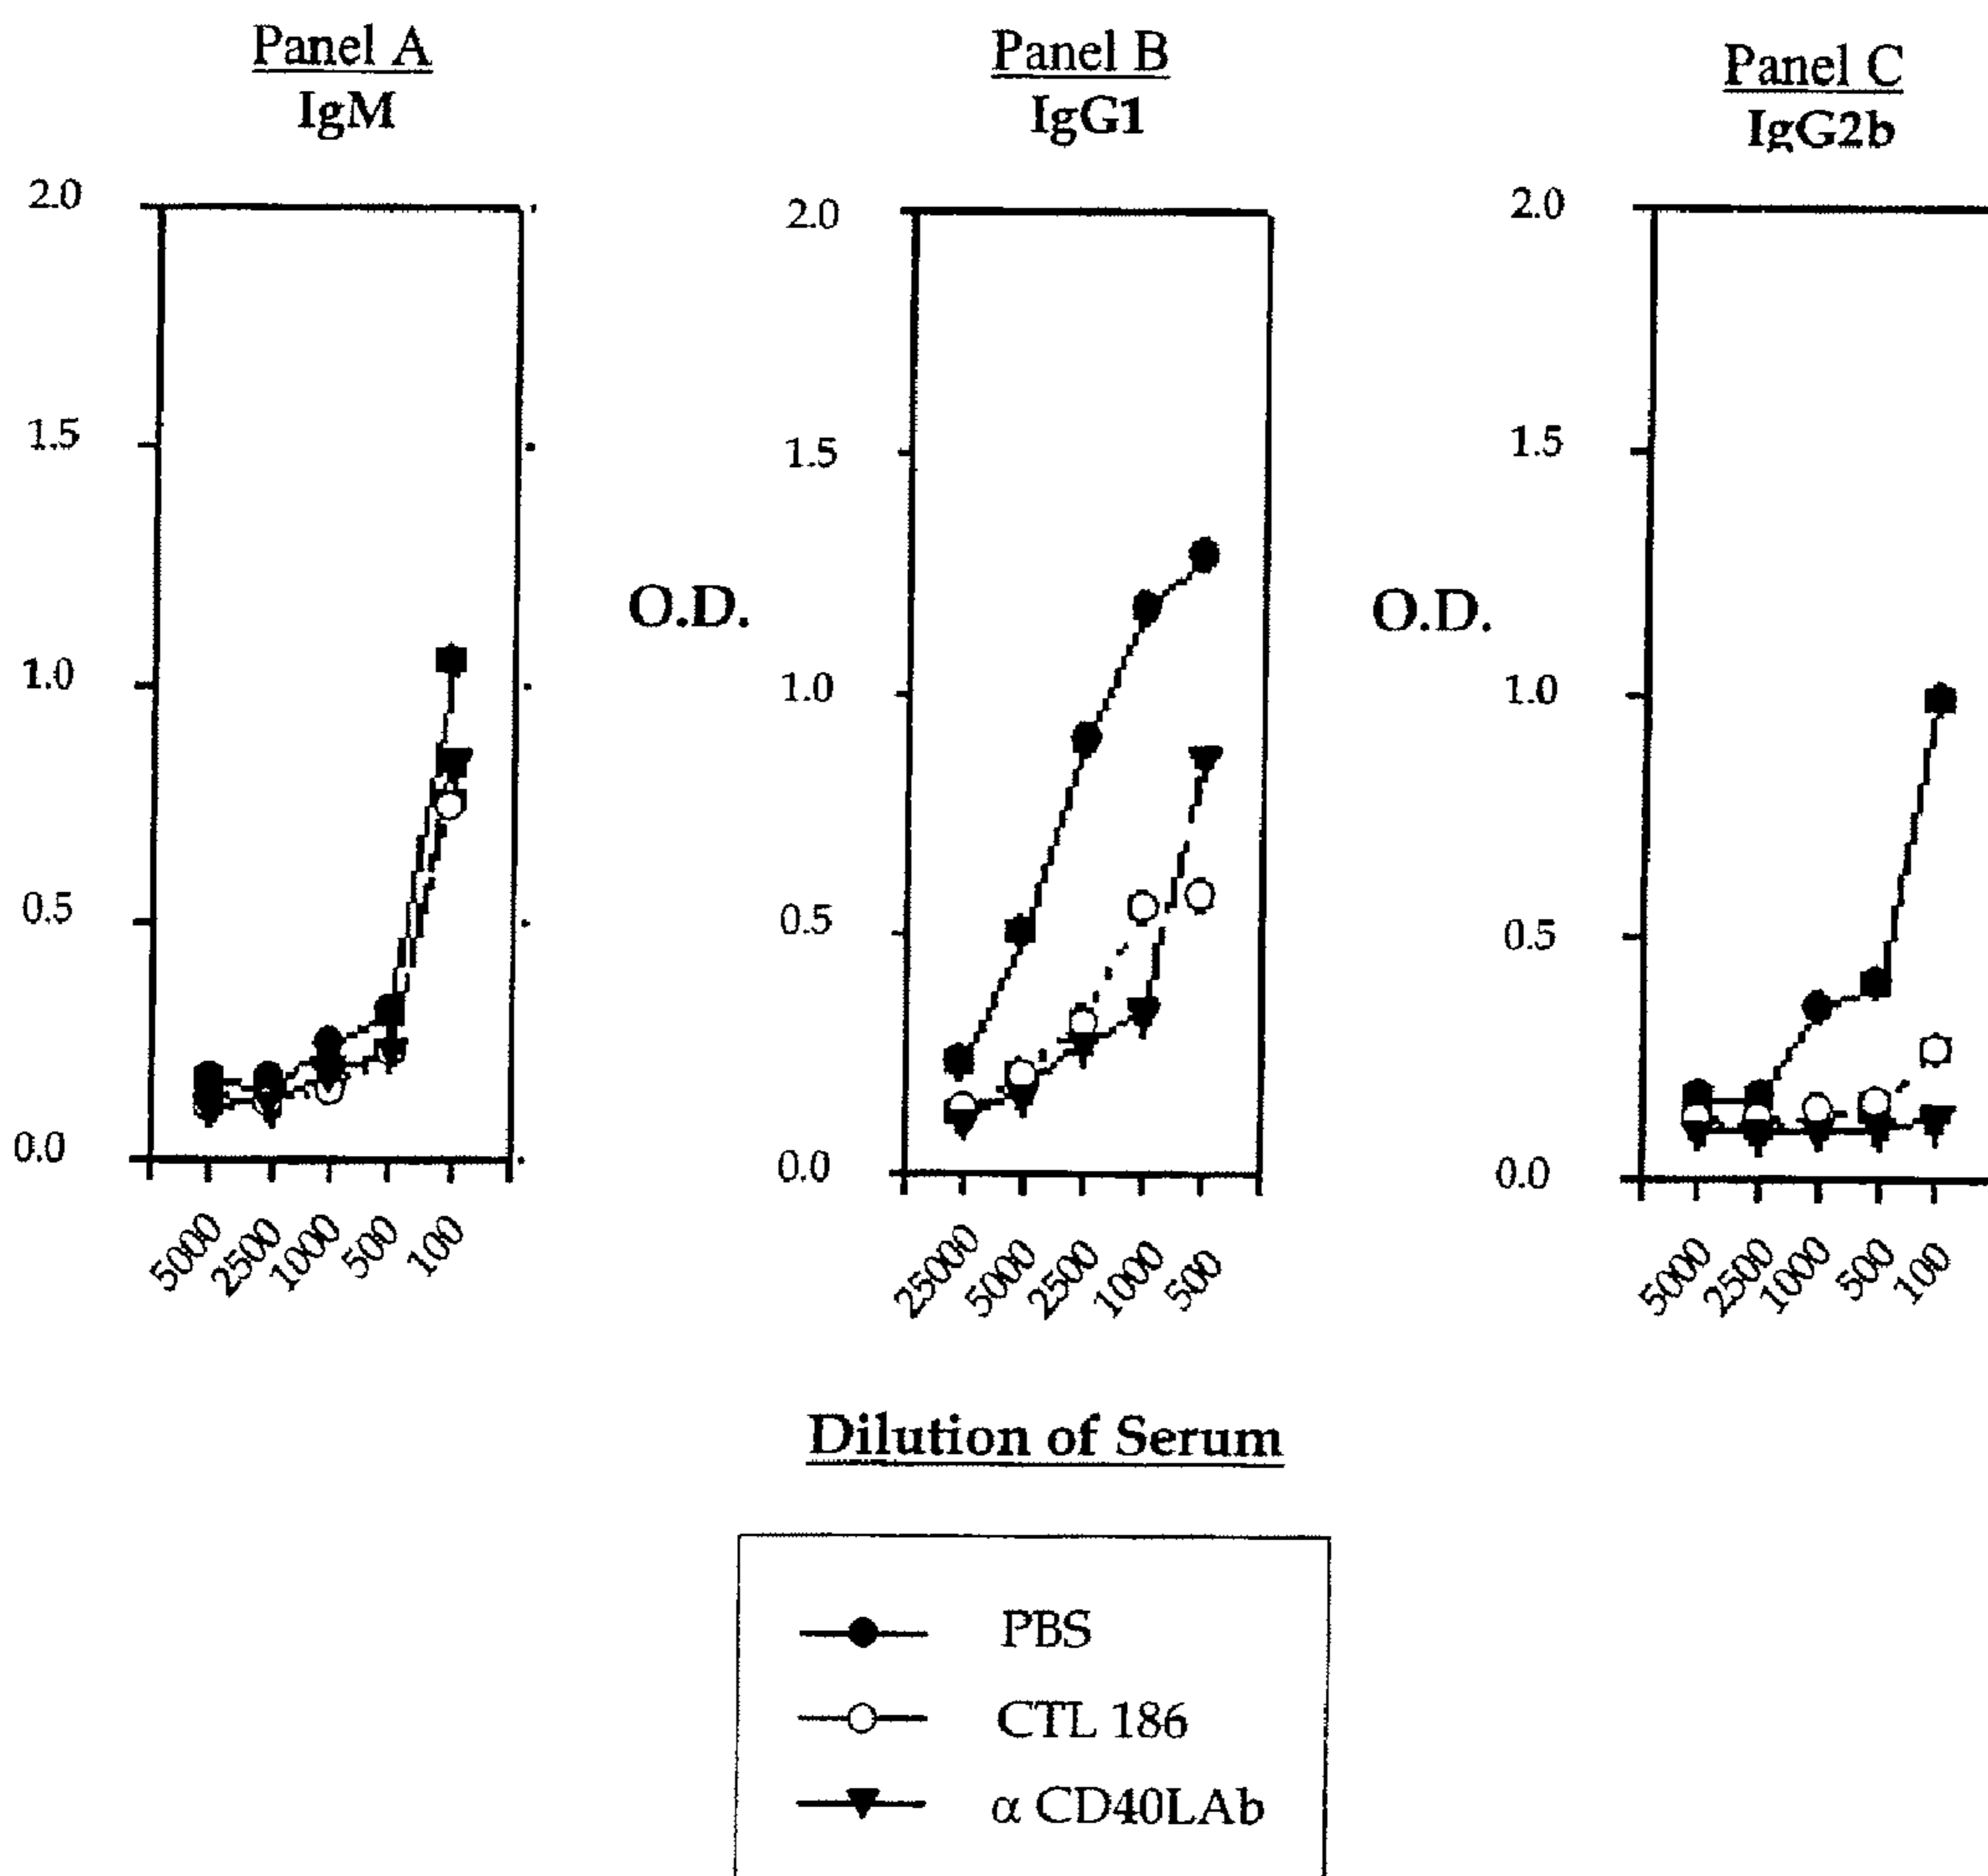 Panel A
IgM
Panel B
IgG1
Panel C
IgG2b
2.0
1.5
1.0
0.5
0.0
5000
2500
1000
500
100
O.D.
2.0
1.5
1.0
0.5
0.0
25000
5000
2500
1000
500
O.D.
2.0
1.5
1.0
0.5
0.0
5000
2500
1000
500
100
Dilution of Serum
PBS
CTL 186
α CD40LAb